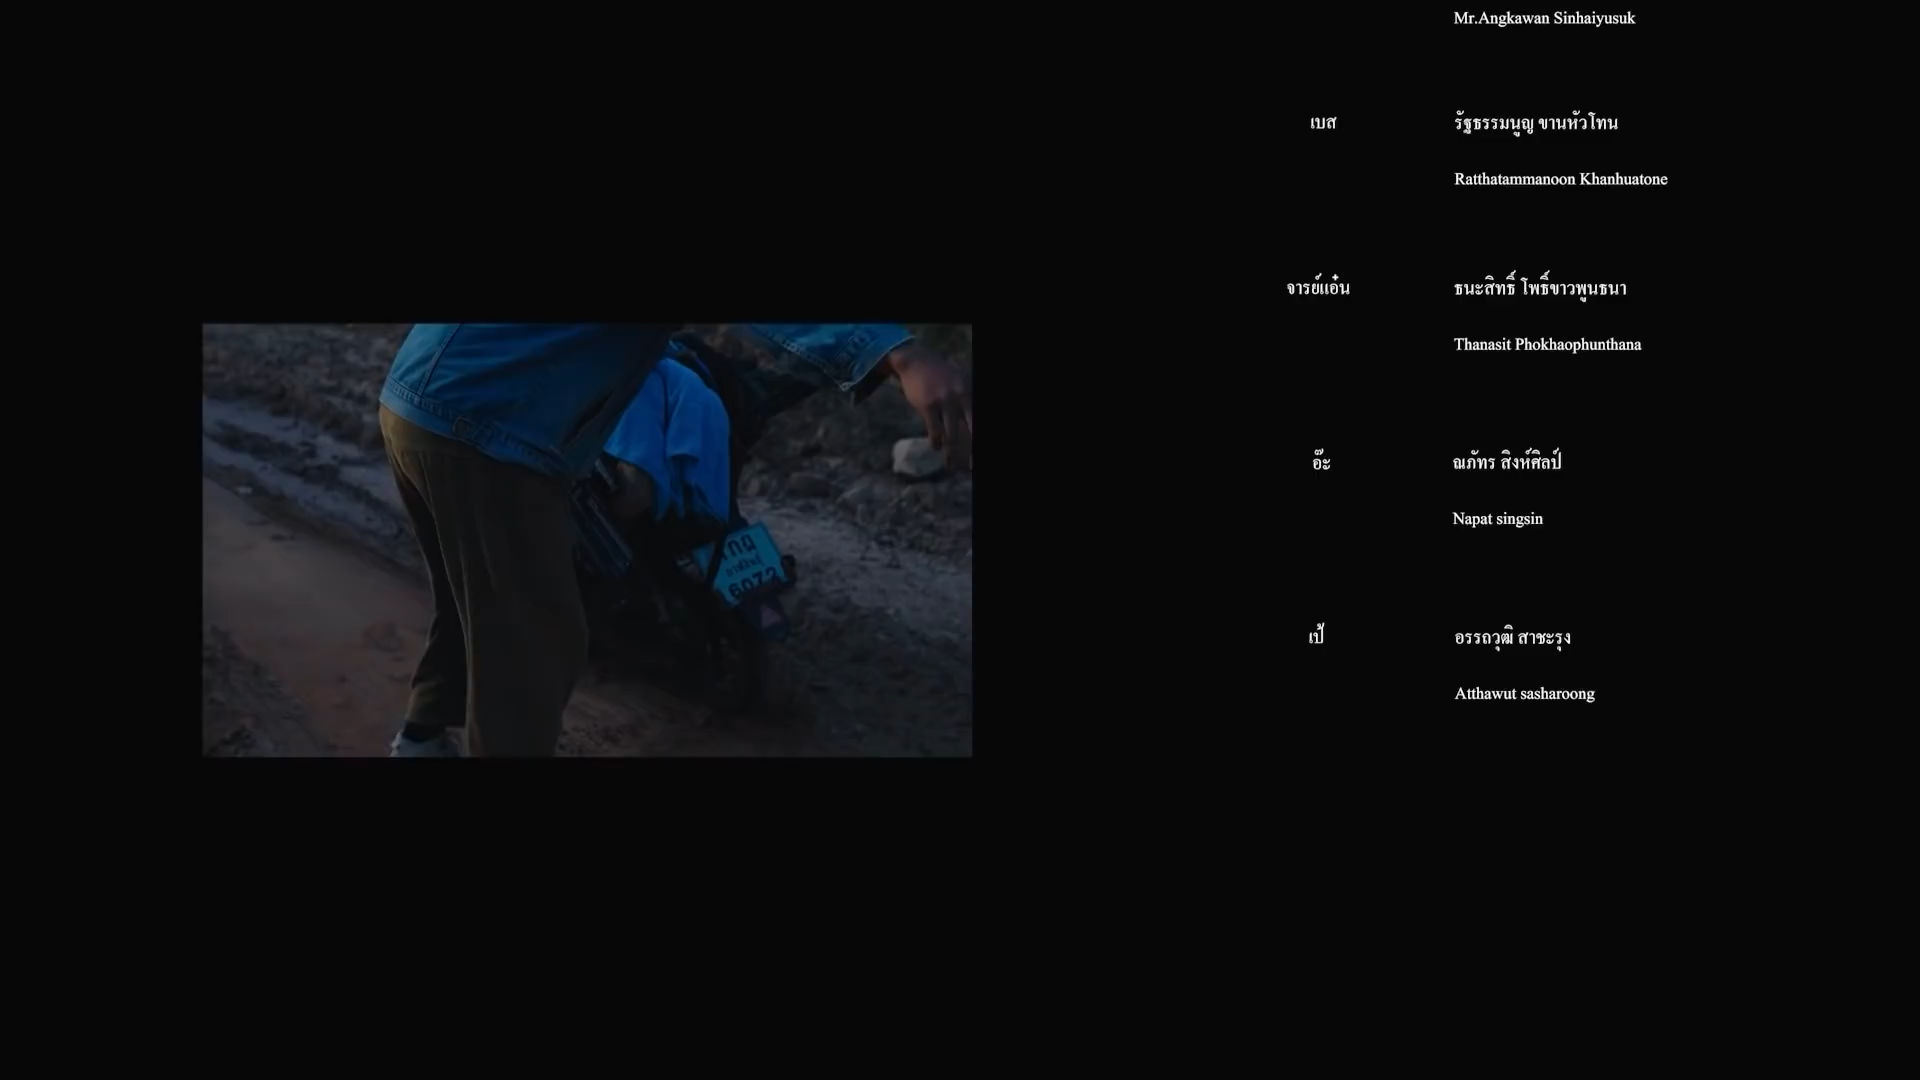 Mr.Angkawan Sinhaiyusuk
เบส รัฐธรรมนูญ ขานหัวโทน
Ratthatammanoon Khanhuatone
จารย์แอ๋น ธนะสิทธิ์ โพธิ์ขาวพูนธนา
Thanasit Phokhaophunthana
อ๊ะ ณภัทร สิงห์ศิลป์
Napat singsin
เป้ อรรถวุฒิ สาชะรุง
Atthawut sasharoong
6072